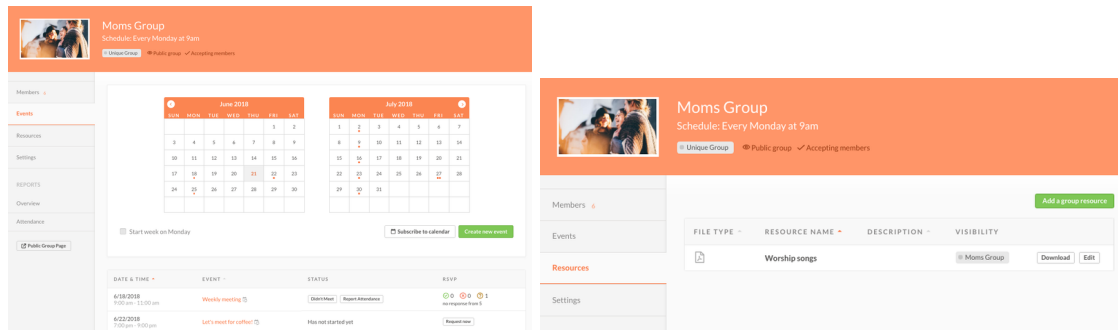 Moms Group
Schedule: Every Monday at 9am
Unique Group Public group Accepting members
Members
Events
Resources
Settings
REPORTS
Overview
Attendance
Public Group Page
June 2018
SUN MON TUE WED THU FRI SAT
1 2
3 4 5 6 7 8 9
10 11 12 13 14 15 16
17 18 19 20 21 22 23
24 25 26 27 28 29 30
July 2018
SUN MON TUE WED THU FRI SAT
1 2 3 4 5 6 7
8 9 10 11 12 13 14
15 16 17 18 19 20 21
22 23 24 25 26 27 28
29 30 31
Start week on Monday
Subscribe to calendar Create new event
DATE & TIME EVENT STATUS RSVP
6/18/2018
9:00 am - 11:00 am
Weekly meeting
Didn't Meet Report Attendance
0 0 1
no response from 5
6/22/2018
7:00 pm - 9:00 pm
Let's meet for coffee!
Has not started yet
Request now
Moms Group
Schedule: Every Monday at 9am
Unique Group Public group Accepting members
Members
Events
Resources
Settings
Add a group resource
FILE TYPE RESOURCE NAME DESCRIPTION VISIBILITY
Worship songs Moms Group Download Edit